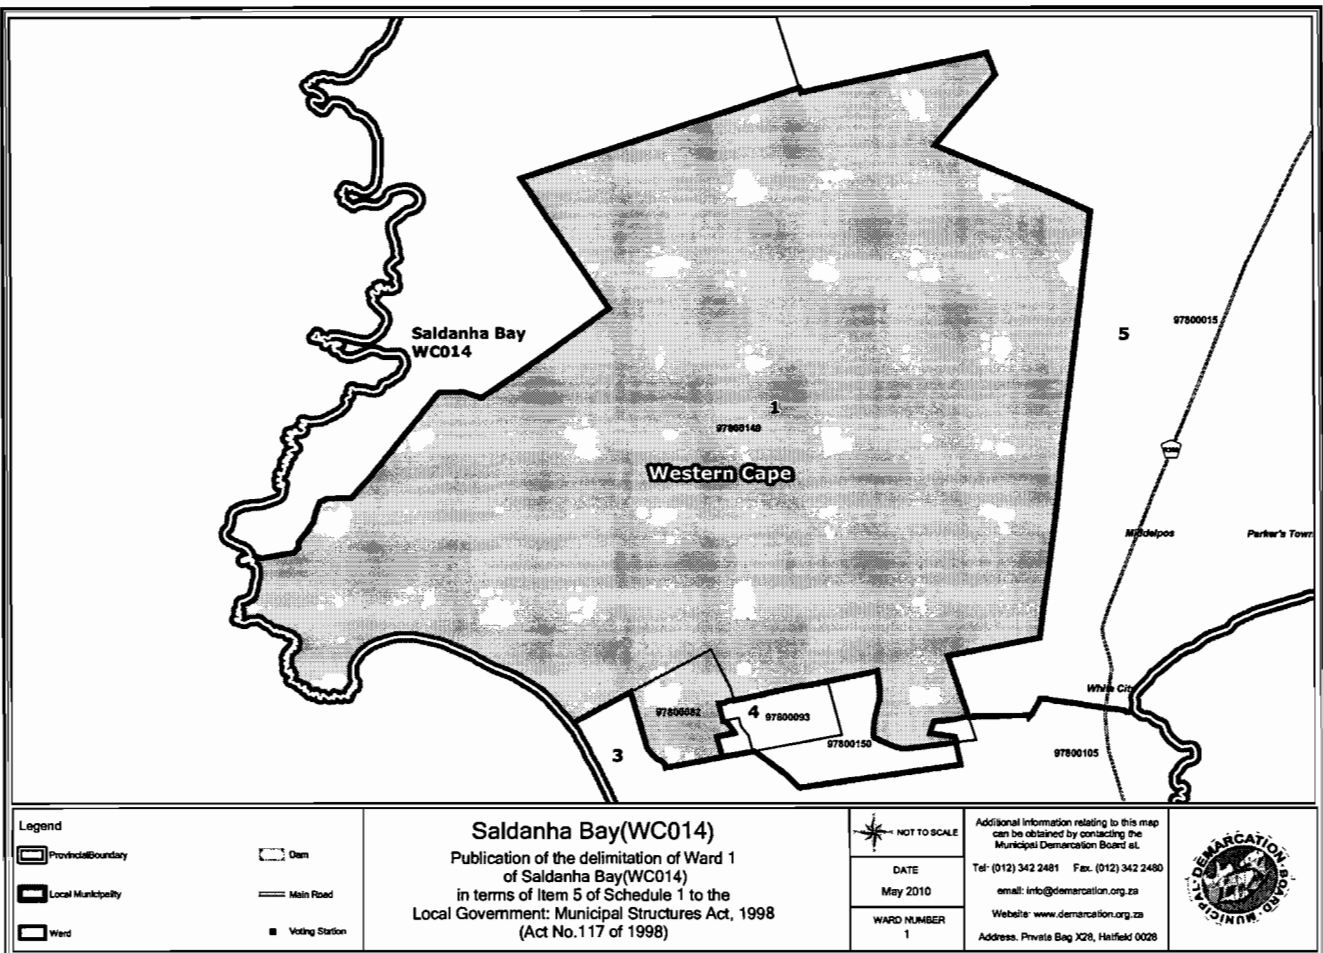 Saldanha Bay
WC014
5
97800015
1
97800149
Western Cape
Middelpos
Parker's Town
White City
97800082
4
97800093
97800150
3
97800105
Legend
ProvincialBoundary
Dam
Local Municipality
Main Road
Ward
Voting Station
Saldanha Bay(WC014)
Publication of the delimitation of Ward 1
of Saldanha Bay(WC014)
in terms of Item 5 of Schedule 1 to the
Local Government: Municipal Structures Act, 1998
(Act No.117 of 1998)
NOT TO SCALE
DATE
May 2010
WARD NUMBER
1
Additional information relating to this map
can be obtained by contacting the
Municipal Demarcation Board at.
Tel· (012) 342 2481 Fax. (012) 342 2480
email: info@demarcation.org.za
Website· www.demarcation.org.za
Address. Private Bag X28, Hatfield 0028
MUNICIPAL · DEMARCATION · BOARD